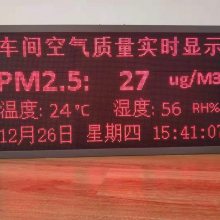 车间空气质量实时显示
PM2.5: 27 ug/M3
温度: 24℃ 湿度: 56 RH%
12月26日 星期四 15:41:0